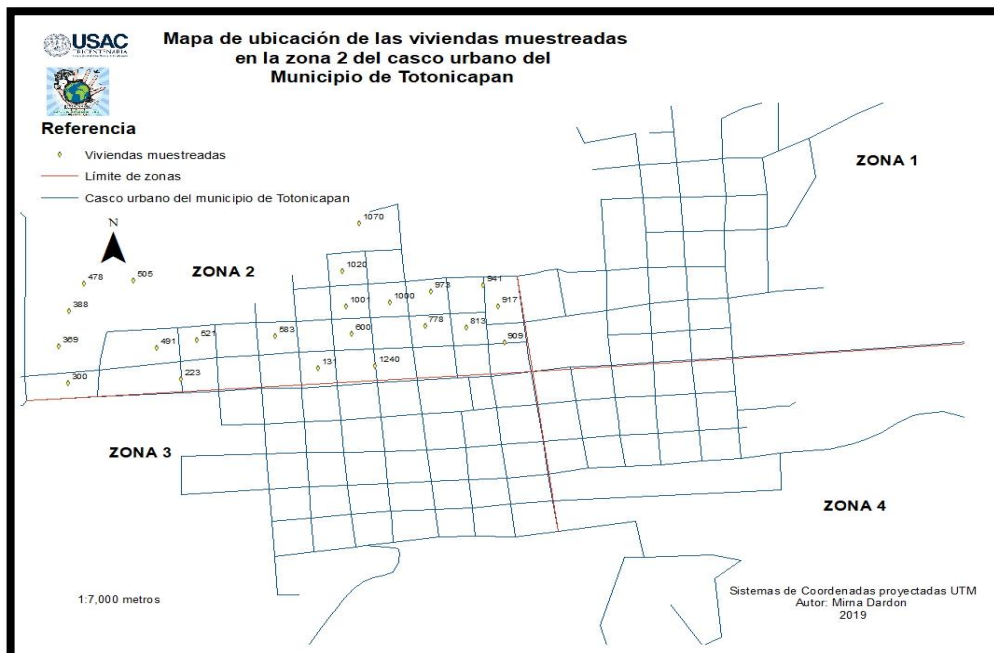 USAC
TRICENTENARIA
Mapa de ubicación de las viviendas muestreadas
en la zona 2 del casco urbano del
Municipio de Totonicapan
Referencia
Viviendas muestreadas
Límite de zonas
Casco urbano del municipio de Totonicapan
N
ZONA 1
ZONA 2
1070
1020
478
505
973
941
388
1001
1000
917
778
813
600
583
521
491
369
909
131
1240
223
300
ZONA 3
ZONA 4
1:7,000 metros
Sistemas de Coordenadas proyectadas UTM
Autor: Mirna Dardon
2019